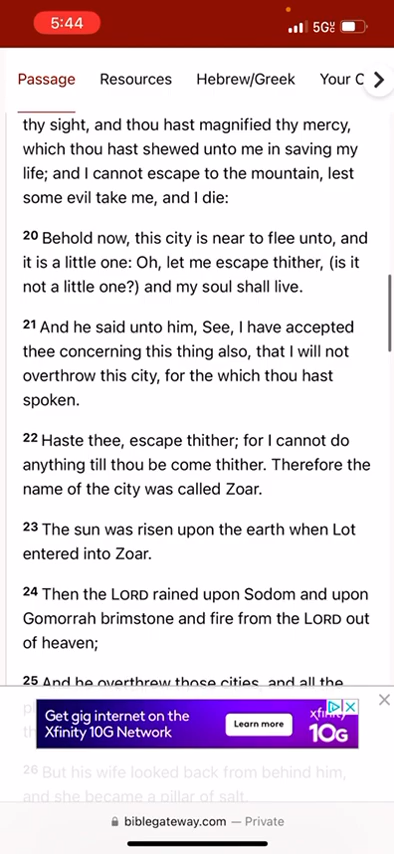 5:44
5G
Passage Resources Hebrew/Greek Your C
thy sight, and thou hast magnified thy mercy,
which thou hast shewed unto me in saving my
life; and I cannot escape to the mountain, lest
some evil take me, and I die:
20 Behold now, this city is near to flee unto, and
it is a little one: Oh, let me escape thither, (is it
not a little one?) and my soul shall live.
21 And he said unto him, See, I have accepted
thee concerning this thing also, that I will not
overthrow this city, for the which thou hast
spoken.
22 Haste thee, escape thither; for I cannot do
anything till thou be come thither. Therefore the
name of the city was called Zoar.
23 The sun was risen upon the earth when Lot
entered into Zoar.
24 Then the LORD rained upon Sodom and upon
Gomorrah brimstone and fire from the LORD out
of heaven;
25 And he overthrew those cities, and all the
Get gig internet on the
Xfinity 10G Network
Learn more
xfinity
10G
26 But his wife looked back from behind him,
and she became a pillar of salt.
biblegateway.com — Private